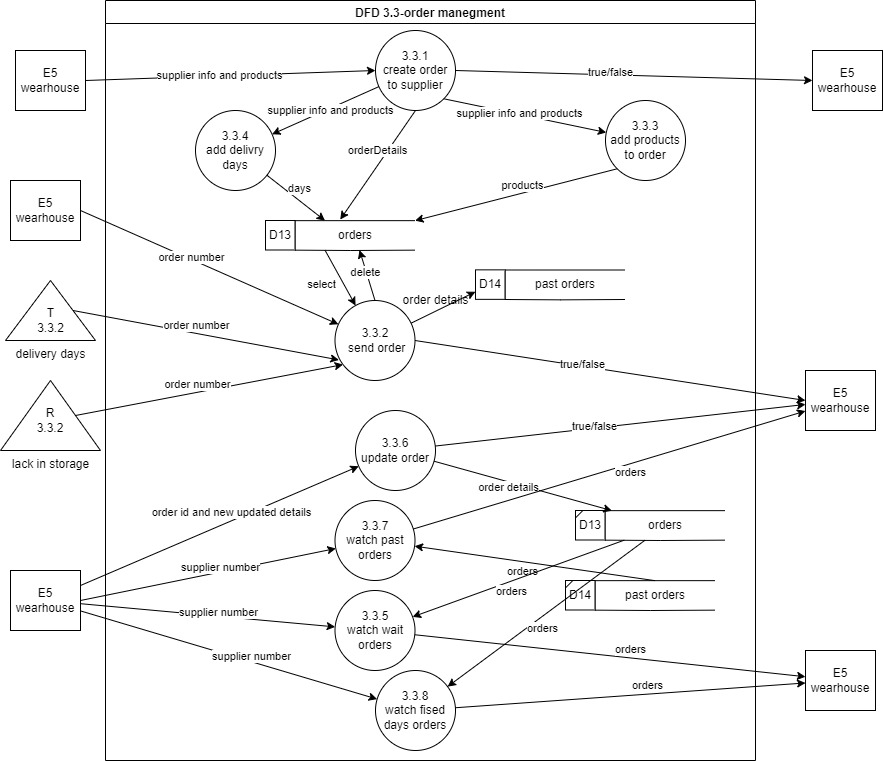 DFD 3.3-order manegment
E5
wearhouse
supplier info and products
3.3.1
create order
to supplier
true/false
E5
wearhouse
supplier info and products
supplier info and products
3.3.4
add delivry
days
orderDetails
3.3.3
add products
to order
days
products
E5
wearhouse
D13
orders
order number
select
delete
D14
past orders
order details
T
3.3.2
delivery days
order number
3.3.2
send order
true/false
R
3.3.2
lack in storage
order number
E5
wearhouse
3.3.6
update order
true/false
orders
order details
order id and new updated details
D13
orders
3.3.7
watch past
orders
supplier number
orders
orders
E5
wearhouse
D14
past orders
supplier number
3.3.5
watch wait
orders
orders
orders
supplier number
E5
wearhouse
3.3.8
watch fised
days orders
orders